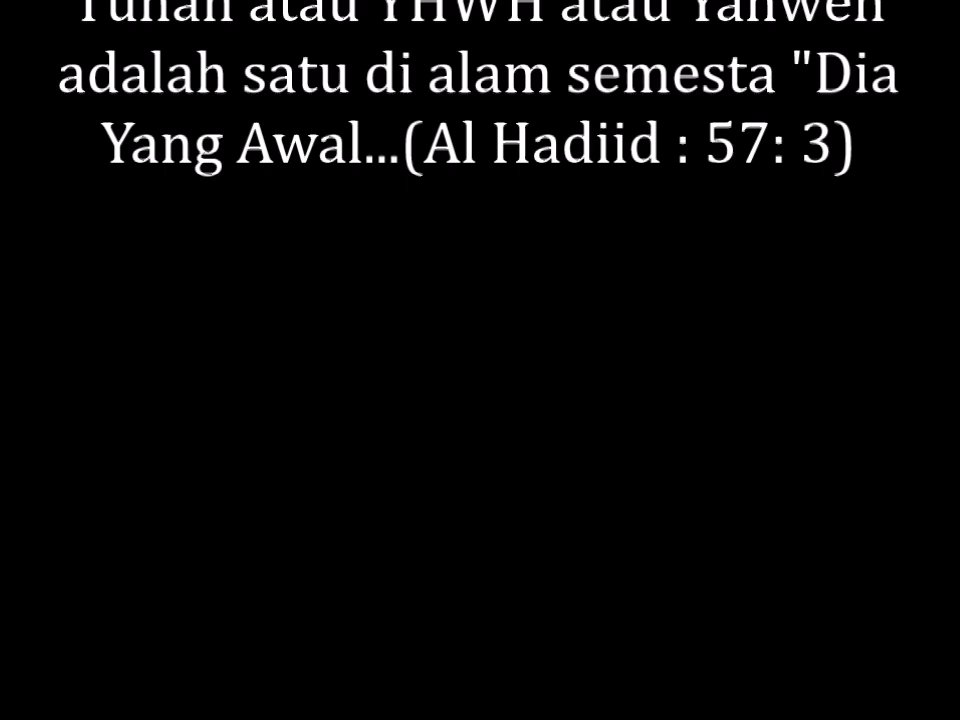 Tuhan atau YHWH atau Yahweh
adalah satu di alam semesta "Dia
Yang Awal...(Al Hadiid : 57: 3)